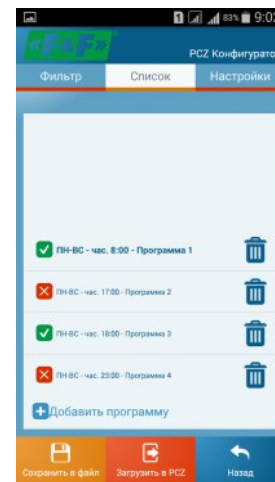 1 83% 9:02
«F&F»
PCZ Конфигурато
Фильтр Список Настройки
ПН-ВС - час. 8:00 - Программа 1
ПН-ВС - час. 17:00 - Программа 2
ПН-ВС - час. 18:00 - Программа 3
ПН-ВС - час. 23:00 - Программа 4
Добавить программу
Сохранить в файл Загрузить в PCZ Назад